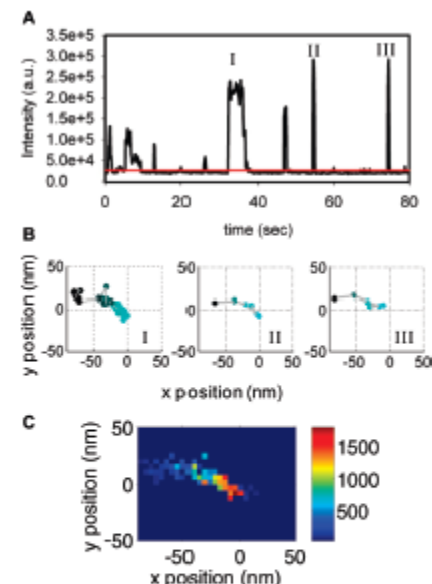 A
Intensity (a.u.)
3.5e+5
3.0e+5
2.5e+5
2.0e+5
1.5e+5
1.0e+5
5.0e+4
0.0
I II III
0 20 40 60 80
time (sec)
B
y position (nm)
50
0
-50
-50 0 50
I
50
0
-50
-50 0 50
II
50
0
-50
-50 0 50
III
x position (nm)
C
y position (nm)
50
0
-50
-50 0 50
x position (nm)
1500
1000
500